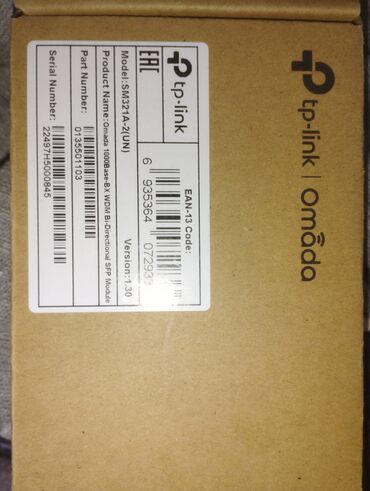 tp-link | omada
tp-link
EAC
EAN-13 Code:
6 935364 07293
Model:SM321A-2(UN) Version:1.30
Product Name:Omada 1000Base-BX WDM Bi-Directional SFP Module
Part Number:
0135501103
Serial Number:
22497H5000845